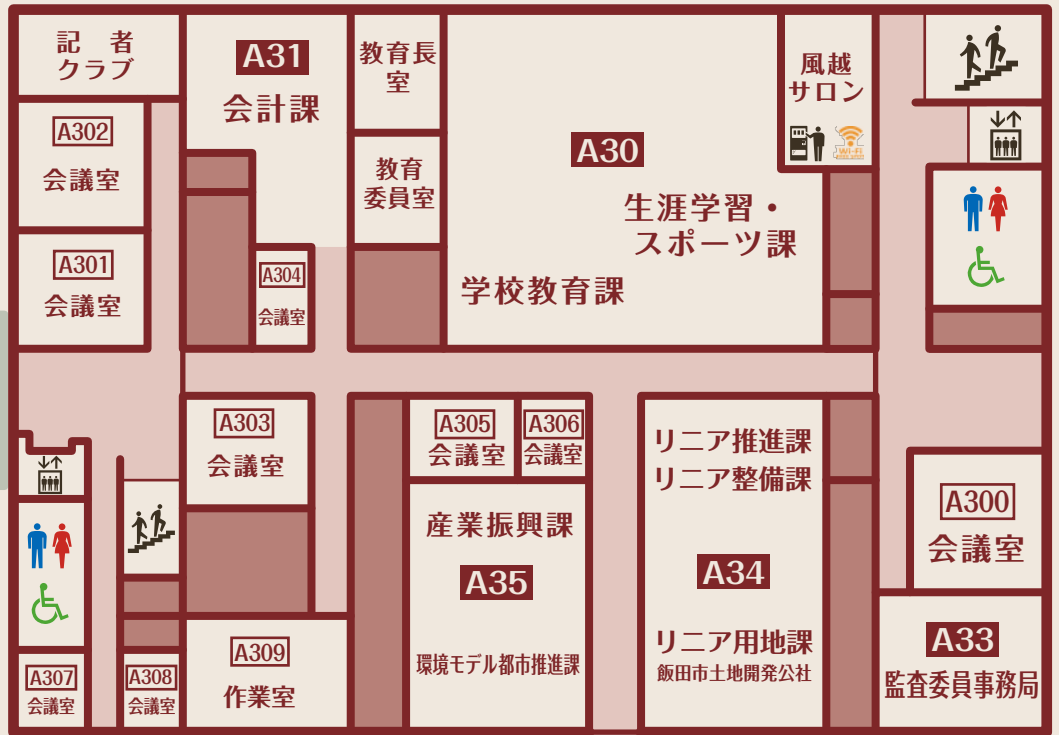 記 者
クラブ
A31
会計課
教育長
室
A30
風越
サロン
Wi-Fi
A302
会議室
教育
委員室
生涯学習・
スポーツ課
A301
会議室
A304
会議室
学校教育課
A303
会議室
A305
会議室
A306
会議室
リニア推進課
リニア整備課
産業振興課
A35
環境モデル都市推進課
A34
リニア用地課
飯田市土地開発公社
A300
会議室
A33
監査委員事務局
A307
会議室
A308
会議室
A309
作業室